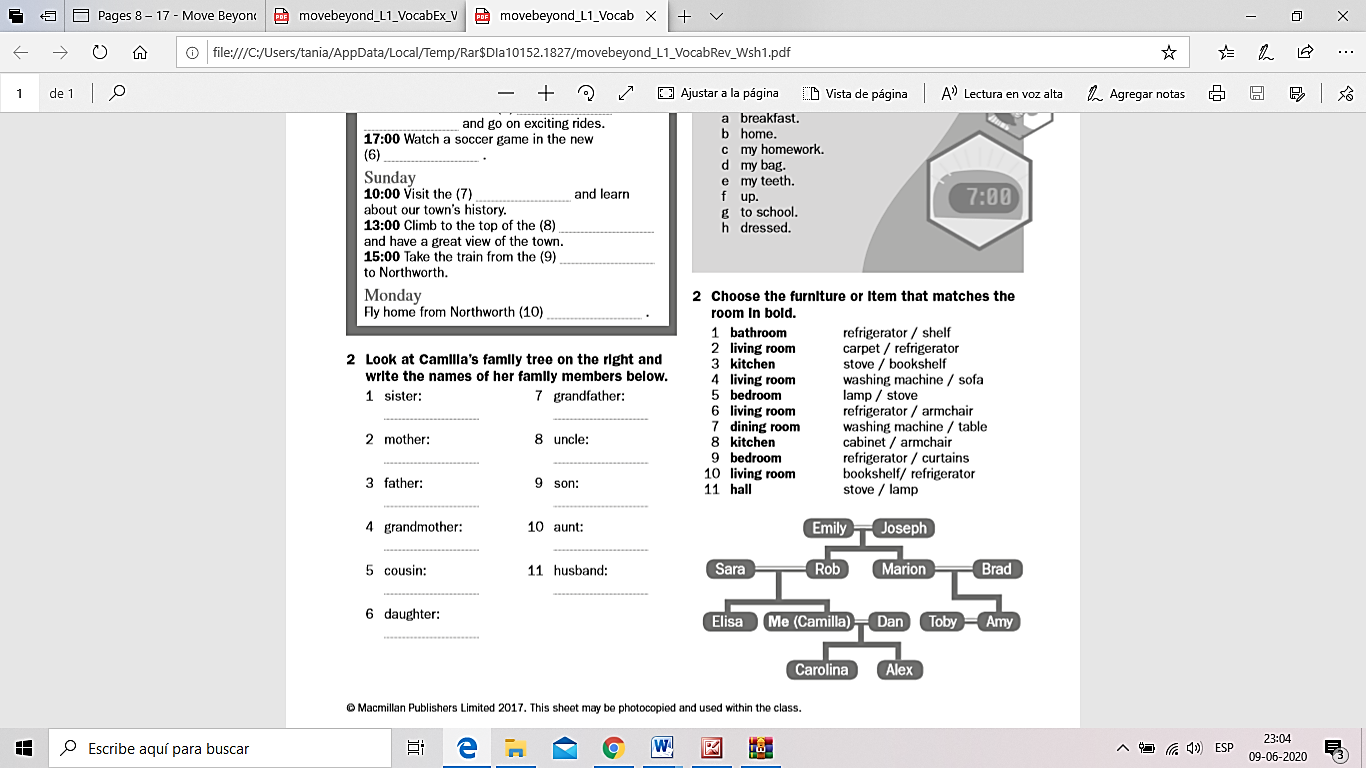 Pages 8 – 17 - Move Beyond
movebeyond_L1_VocabEx_V
movebeyond_L1_Vocab
file:///C:/Users/tania/AppData/Local/Temp/Rar$DIa10152.1827/movebeyond_L1_VocabRev_Wsh1.pdf
1 de 1
Ajustar a la página
Vista de página
Lectura en voz alta
Agregar notas
and go on exciting rides.
17:00 Watch a soccer game in the new
(6) .
Sunday
10:00 Visit the (7) and learn
about our town's history.
13:00 Climb to the top of the (8)
and have a great view of the town.
15:00 Take the train from the (9)
to Northworth.
Monday
Fly home from Northworth (10) .
2 Look at Camilla's family tree on the right and
write the names of her family members below.
1 sister:
2 mother:
3 father:
4 grandmother:
5 cousin:
6 daughter:
7 grandfather:
8 uncle:
9 son:
10 aunt:
11 husband:
a breakfast.
b home.
c my homework.
d my bag.
e my teeth.
f up.
g to school.
h dressed.
7:00
2 Choose the furniture or item that matches the
room in bold.
1 bathroom refrigerator / shelf
2 living room carpet / refrigerator
3 kitchen stove / bookshelf
4 living room washing machine / sofa
5 bedroom lamp / stove
6 living room refrigerator / armchair
7 dining room washing machine / table
8 kitchen cabinet / armchair
9 bedroom refrigerator / curtains
10 living room bookshelf/ refrigerator
11 hall stove / lamp
Emily Joseph
Sara Rob Marion Brad
Elisa Me (Camilla) Dan Toby Amy
Carolina Alex
© Macmillan Publishers Limited 2017. This sheet may be photocopied and used within the class.
Escribe aquí para buscar
ESP
23:04
09-06-2020
3